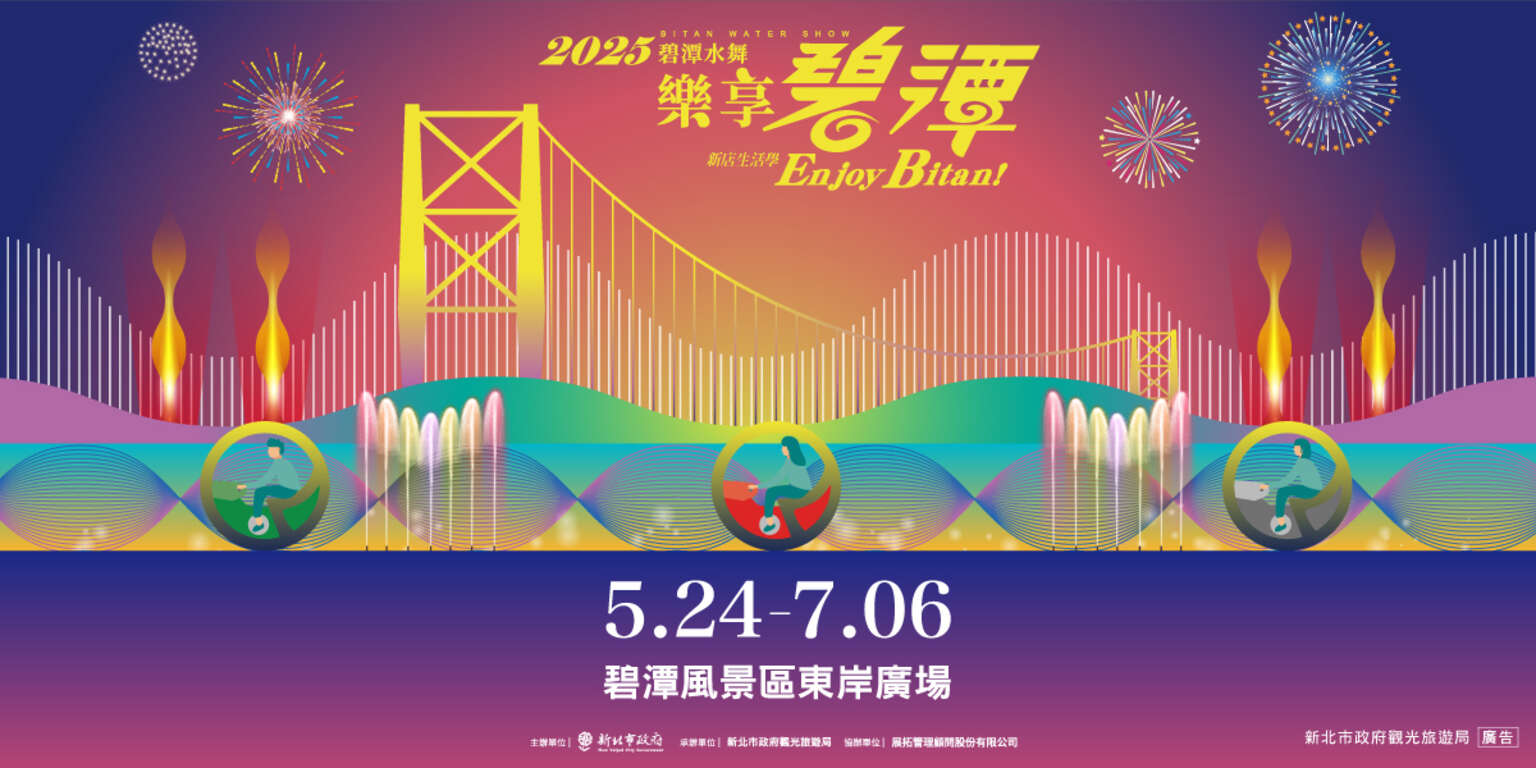 BITAN WATER SHOW
2025 碧潭水舞
樂享碧潭
新店生活學 Enjoy Bitan!
5.24-7.06
碧潭風景區東岸廣場
主辦單位| 新北市政府 New Taipei City Government 承辦單位| 新北市政府觀光旅遊局 協辦單位| 展拓管理顧問股份有限公司
新北市政府觀光旅遊局 廣告